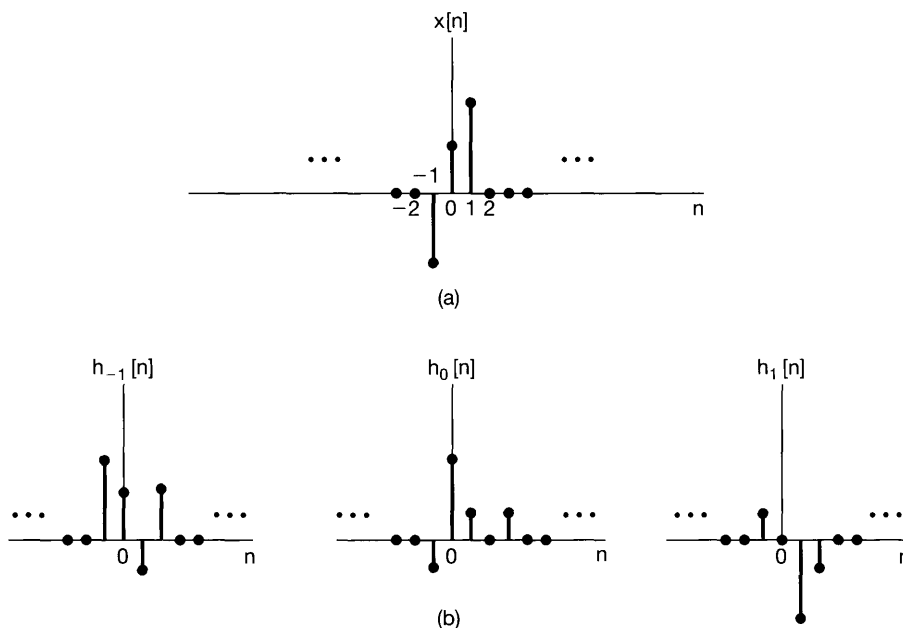 x[n]
• • •
• • •
−1
−2 0 1 2 n
(a)
h₋₁[n]
h₀[n]
h₁[n]
• • •
• • •
• • •
• • •
• • •
• • •
0 n
0 n
0 n
(b)